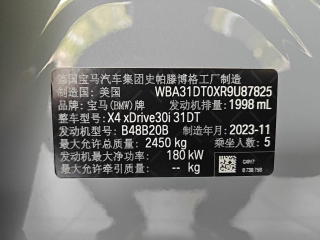 德国宝马汽车集团史帕滕博格工厂制造
制造国: 美国 WBA31DT0XR9U87825
品牌: 宝马(BMW)牌 发动机排量: 1998 mL
整车型号: X4 xDrive30i 31DT
发动机型号: B48B20B 制造年月: 2023-11
最大允许总质量: 2450 kg 乘坐人数: 5
发动机最大净功率: 180 kW
最大允许牵引质量: -- kg